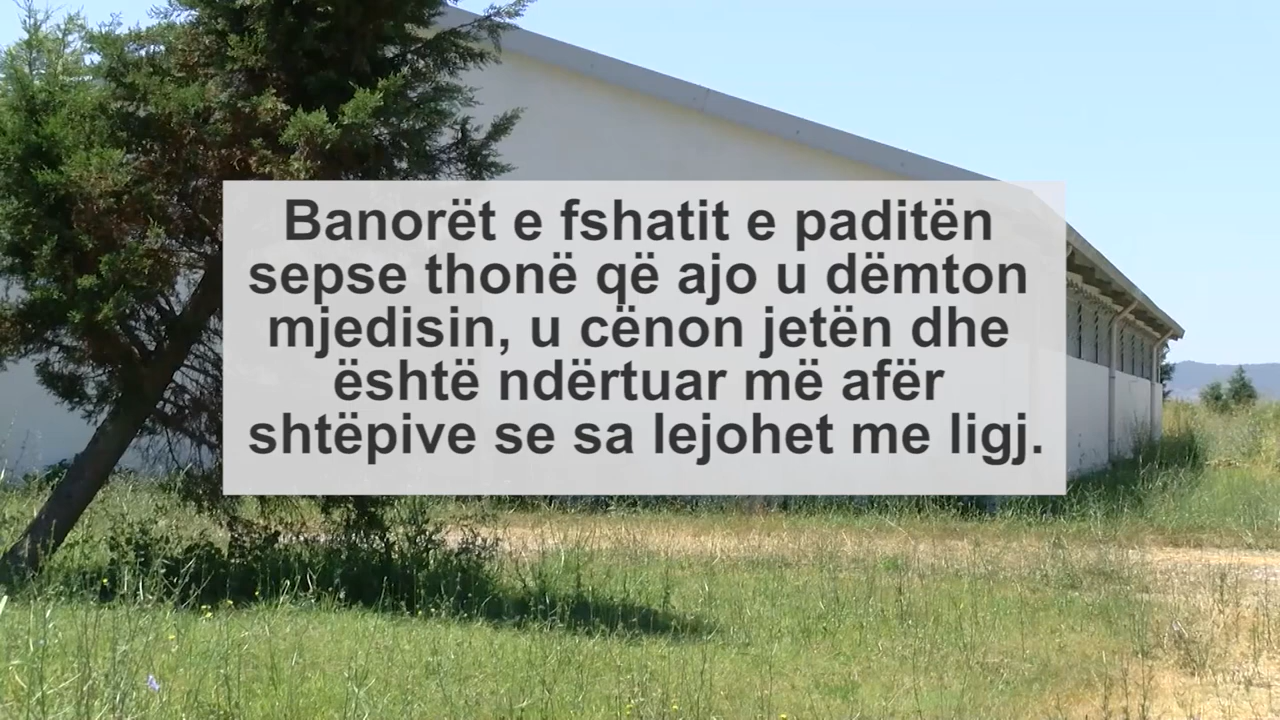 Banorët e fshatit e paditën
sepse thonë që ajo u dëmton
mjedisin, u cënon jetën dhe
është ndërtuar më afër
shtëpive se sa lejohet me ligj.